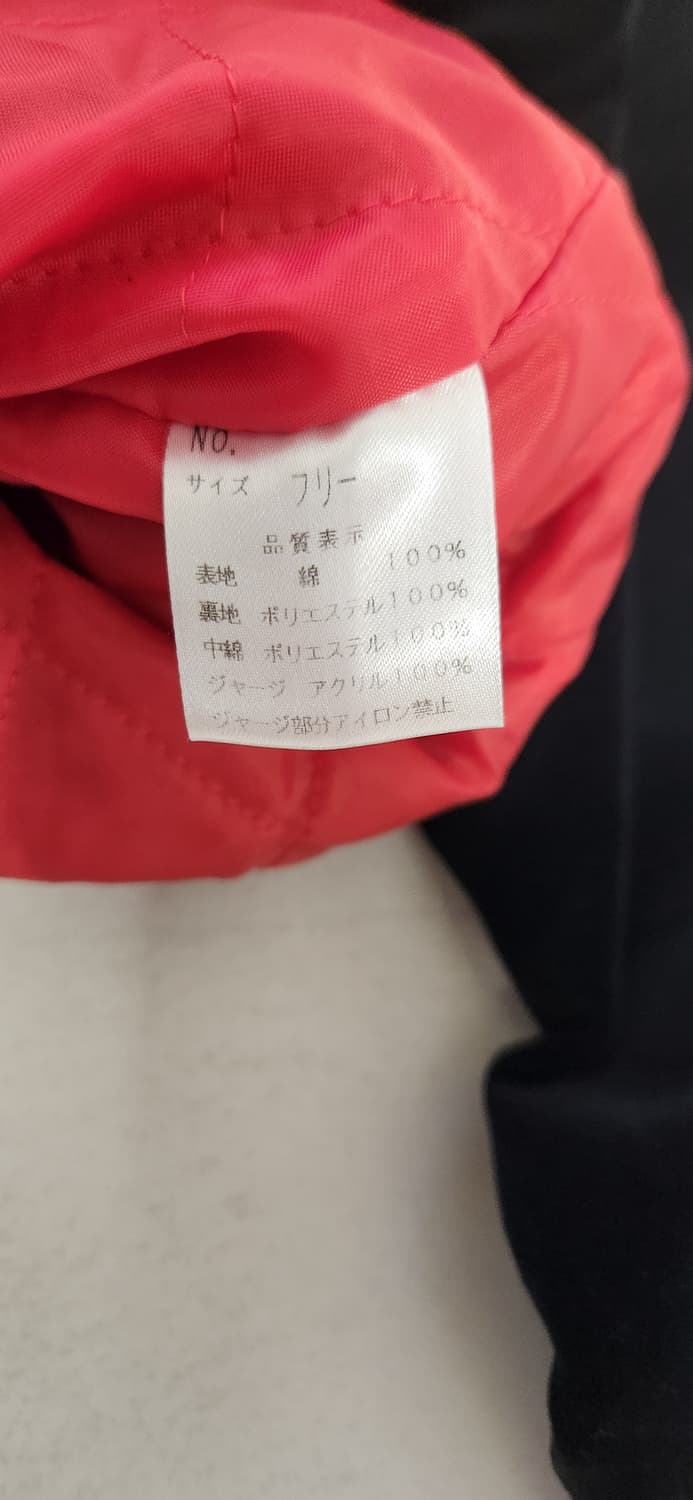 NO.
サイズ フリー
品質表示
表地 綿 100%
裏地 ポリエステル100%
中綿 ポリエステル100%
ジャージ アクリル100%
ジャージ部分アイロン禁止